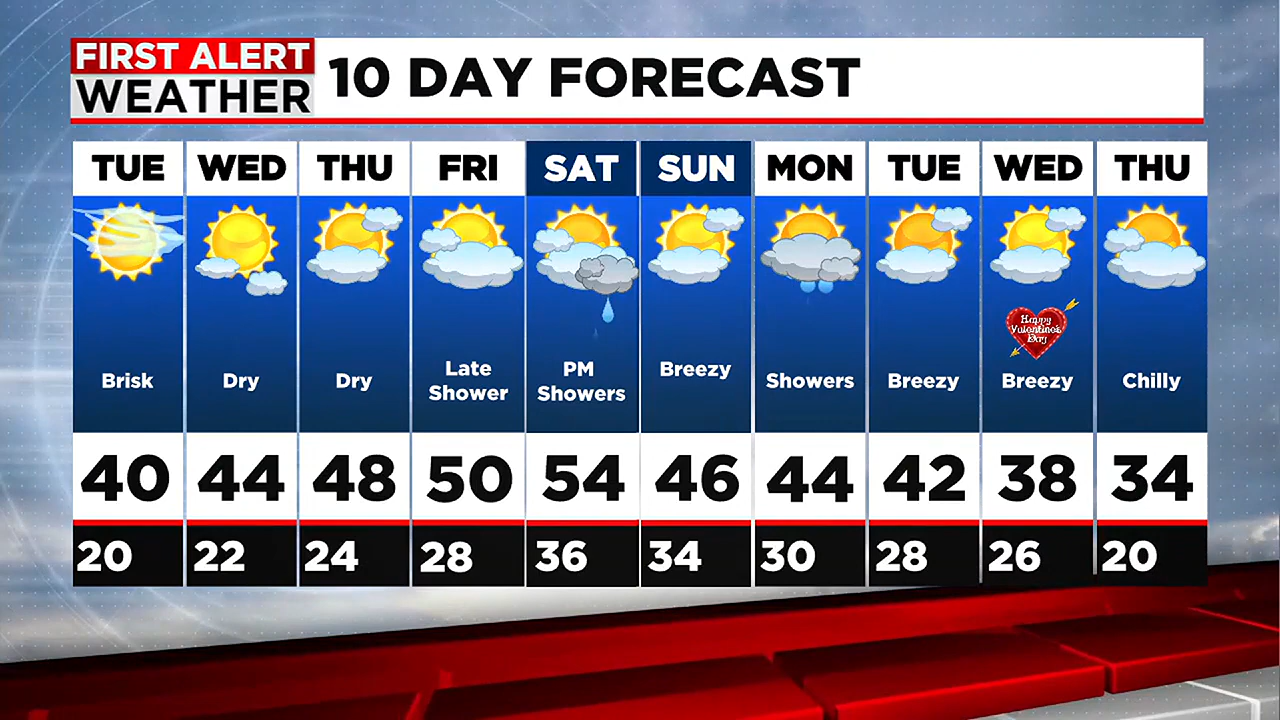 FIRST ALERT
WEATHER
10 DAY FORECAST
TUE WED THU FRI SAT SUN MON TUE WED THU
Happy
Valentine's
Day
Brisk Dry Dry Late Shower PM Showers Breezy Showers Breezy Breezy Chilly
40 44 48 50 54 46 44 42 38 34
20 22 24 28 36 34 30 28 26 20